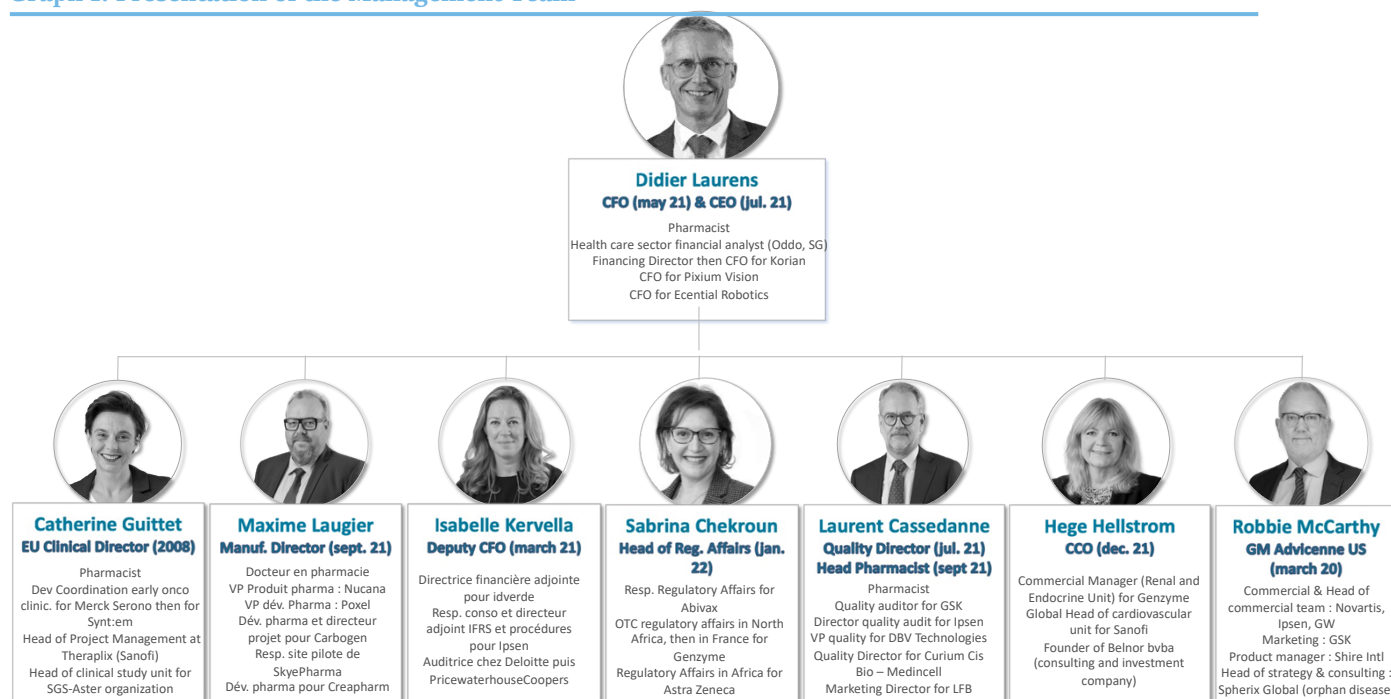 Graph 1: Presentation of the Management Team
Didier Laurens
CFO (may 21) & CEO (jul. 21)
Pharmacist
Health care sector financial analyst (Oddo, SG)
Financing Director then CFO for Korian
CFO for Pixium Vision
CFO for Ecential Robotics
Catherine Guittet
EU Clinical Director (2008)
Pharmacist
Dev Coordination early onco
clinic. for Merck Serono then for
Synt:em
Head of Project Management at
Theraplix (Sanofi)
Head of clinical study unit for
SGS-Aster organization
Maxime Laugier
Manuf. Director (sept. 21)
Docteur en pharmacie
VP Produit pharma : Nucana
VP dév. Pharma : Poxel
Dév. pharma et directeur
projet pour Carbogen
Resp. site pilote de
SkyePharma
Dév. pharma pour Creapharm
Isabelle Kervella
Deputy CFO (march 21)
Directrice financière adjointe
pour idverde
Resp. conso et directeur
adjoint IFRS et procédures
pour Ipsen
Auditrice chez Deloitte puis
PricewaterhouseCoopers
Sabrina Chekroun
Head of Reg. Affairs (jan.
22)
Resp. Regulatory Affairs for
Abivax
OTC regulatory affairs in North
Africa, then in France for
Genzyme
Regulatory Affairs in Africa for
Astra Zeneca
Laurent Cassedanne
Quality Director (jul. 21)
Head Pharmacist (sept 21)
Pharmacist
Quality auditor for GSK
Director quality audit for Ipsen
VP quality for DBV Technologies
Quality Director for Curium Cis
Bio – Medincell
Marketing Director for LFB
Hege Hellstrom
CCO (dec. 21)
Commercial Manager (Renal and
Endocrine Unit) for Genzyme
Global Head of cardiovascular
unit for Sanofi
Founder of Belnor bvba
(consulting and investment
company)
Robbie McCarthy
GM Advicenne US
(march 20)
Commercial & Head of
commercial team : Novartis,
Ipsen, GW
Marketing : GSK
Product manager : Shire Intl
Head of strategy & consulting :
Spherix Global (orphan disease